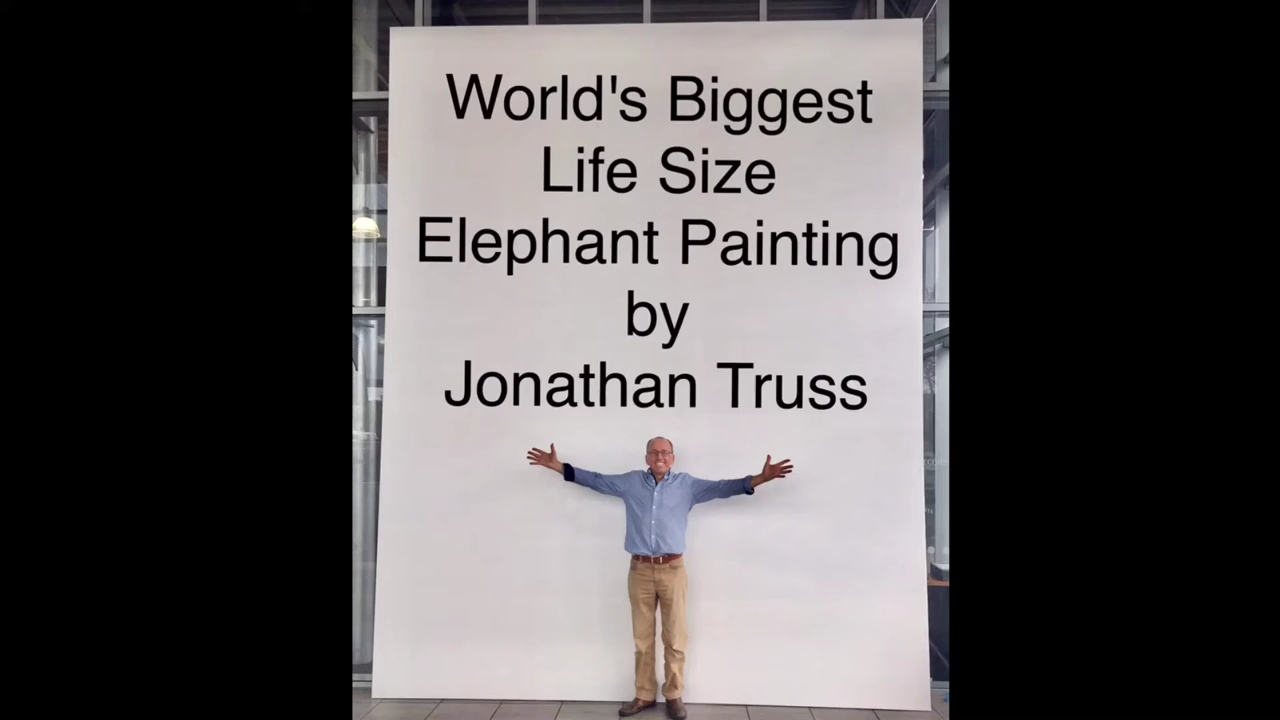 World's Biggest
Life Size
Elephant Painting
by
Jonathan Truss